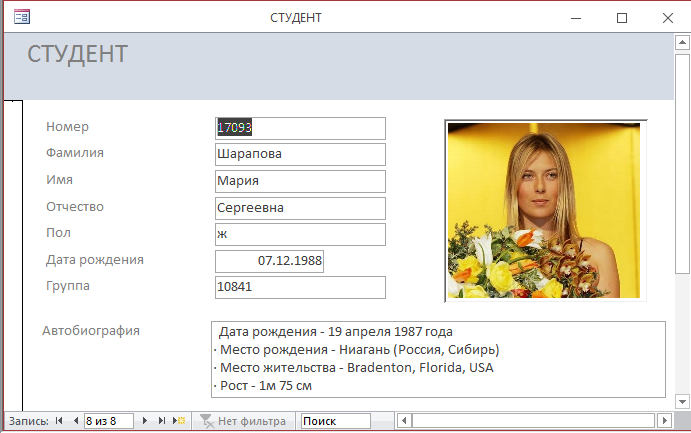 СТУДЕНТ
СТУДЕНТ
Номер 17093
Фамилия Шарапова
Имя Мария
Отчество Сергеевна
Пол ж
Дата рождения 07.12.1988
Группа 10841
Автобиография Дата рождения - 19 апреля 1987 года
· Место рождения - Ниагань (Россия, Сибирь)
· Место жительства - Bradenton, Florida, USA
· Рост - 1м 75 см
Запись: 8 из 8 Нет фильтра Поиск